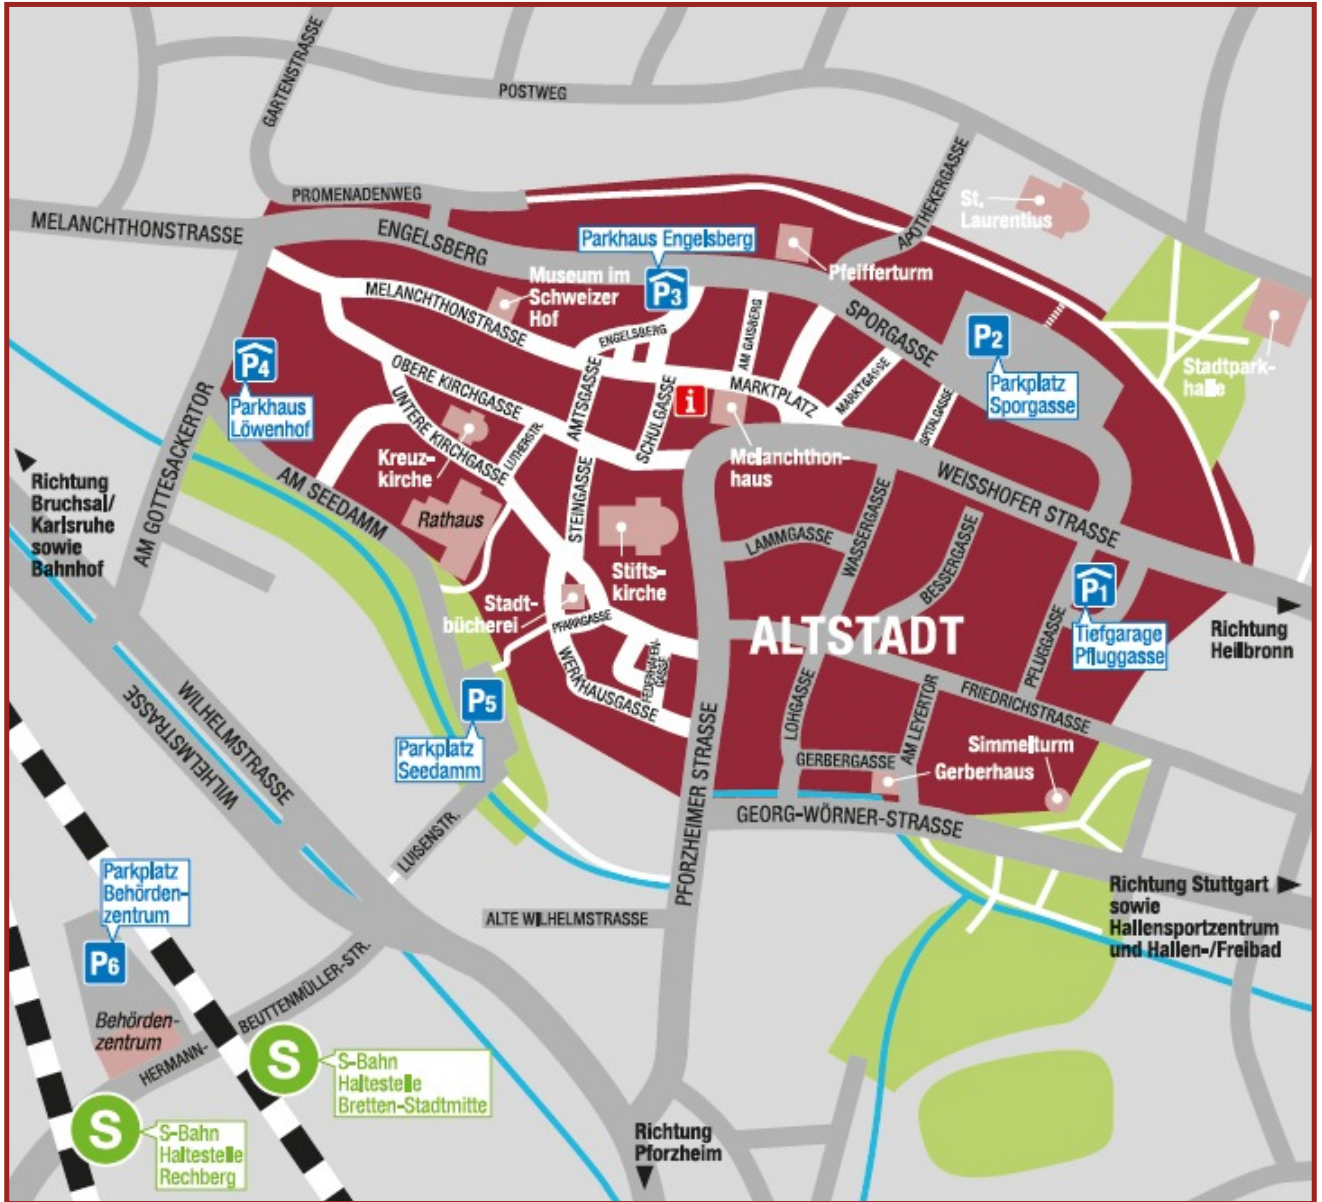 GARTENSTRASSE
POSTWEG
PROMENADENWEG
MELANCHTHONSTRASSE
ENGELSBERG
Parkhaus Engelsberg
P3
APOTHEKERGASSE
St.
Laurentius
Pfeifferturm
Museum im
Schweizer
Hof
MELANCHTHONSTRASSE
ENGELSBERG
AM GAISBERG
SPORGASSE
P2
Parkplatz
Sporgasse
Stadtpark-
halle
P4
Parkhaus
Löwenhof
OBERE KIRCHGASSE
UNTERE KIRCHGASSE
AMTSGASSE
SCHULGASSE
i
MARKTPLATZ
MARKTGASSE
SPITALGASSE
Melanchthon-
haus
Kreuz-
kirche
LUTHERSTR.
Rathaus
STEINGASSE
Stifts-
kirche
WEISSHOFER STRASSE
AM GOTTESACKERTOR
AM SEEDAMM
Richtung
Bruchsal/
Karlsruhe
sowie
Bahnhof
LAMMGASSE
WASSERGASSE
BESSERGASSE
P1
Tiefgarage
Pfluggasse
PFLUGGASSE
Richtung
Heilbronn
Stadt-
bücherei
PFARRGASSE
ALTSTADT
WERKHAUSGASSE
FEDERHAFEN-
GASSE
FRIEDRICHSTRASSE
LOHGASSE
AM LEYERTOR
Simmelturm
GERBERGASSE
Gerberhaus
P5
Parkplatz
Seedamm
WILHELMSTRASSE
WILHELMSTRASSE
PFORZHEIMER STRASSE
GEORG-WÖRNER-STRASSE
LUISENSTR.
ALTE WILHELMSTRASSE
Richtung Stuttgart
sowie
Hallensportzentrum
und Hallen-/Freibad
Parkplatz
Behörden-
zentrum
P6
Behörden-
zentrum
HERMANN-
BEUTTENMÜLLER-STR.
S
S-Bahn
Haltestelle
Bretten-Stadtmitte
S
S-Bahn
Haltestelle
Rechberg
Richtung
Pforzheim